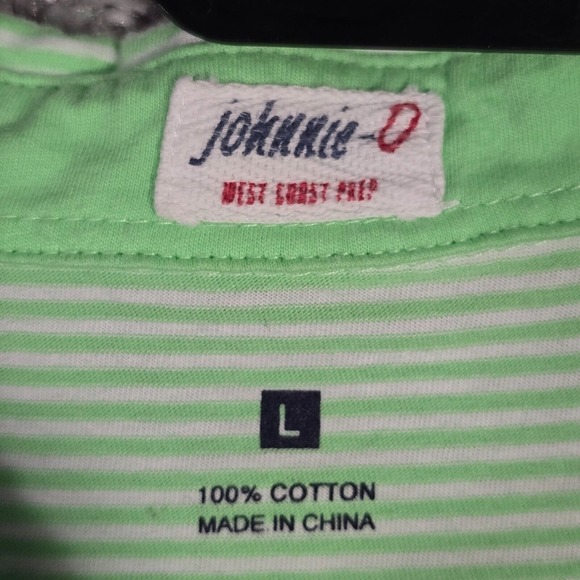 johnnie-O
WEST COAST PREP
L
100% COTTON
MADE IN CHINA